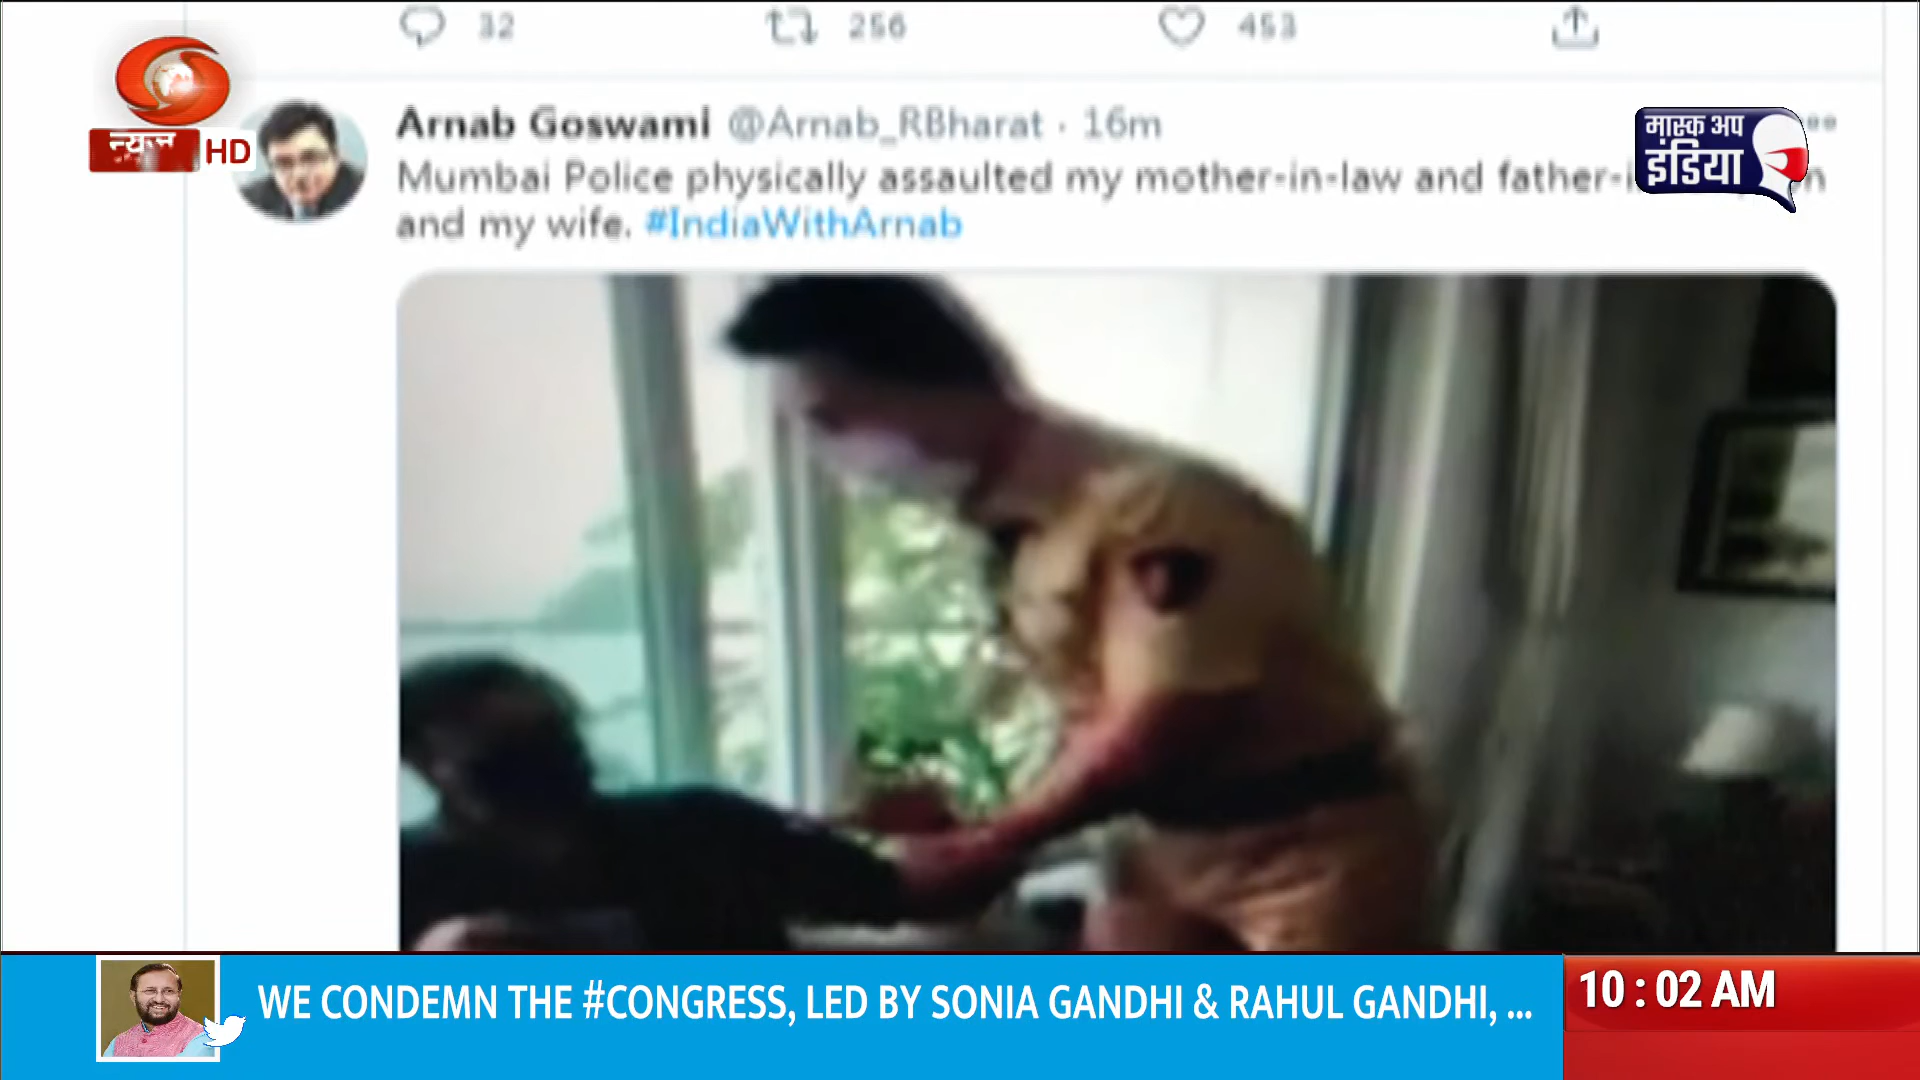 32
256
453
न्यूज़ HD
Arnab Goswami @Arnab_RBharat · 16m
Mumbai Police physically assaulted my mother-in-law and father-
and my wife. #IndiaWithArnab
मास्क अप
इंडिया
WE CONDEMN THE #CONGRESS, LED BY SONIA GANDHI & RAHUL GANDHI, ...
10 : 02 AM